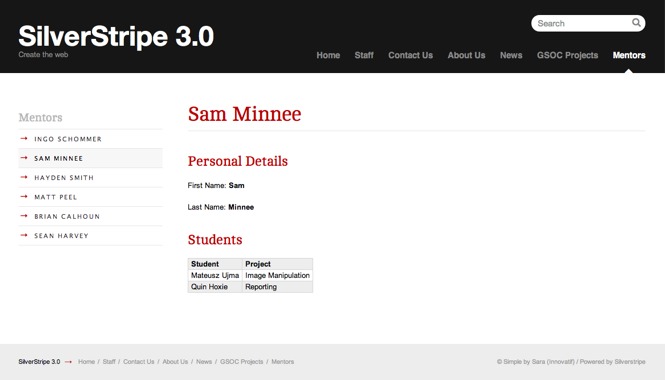 SilverStripe 3.0
Create the web
Search
Home Staff Contact Us About Us News GSOC Projects Mentors
Mentors
→ INGO SCHOMMER
→ SAM MINNEE
→ HAYDEN SMITH
→ MATT PEEL
→ BRIAN CALHOUN
→ SEAN HARVEY
Sam Minnee
Personal Details
First Name: Sam
Last Name: Minnee
Students
Student Project
Mateusz Ujma Image Manipulation
Quin Hoxie Reporting
SilverStripe 3.0 → Home / Staff / Contact Us / About Us / News / GSOC Projects / Mentors
© Simple by Sara (Innovatif) / Powered by Silverstripe